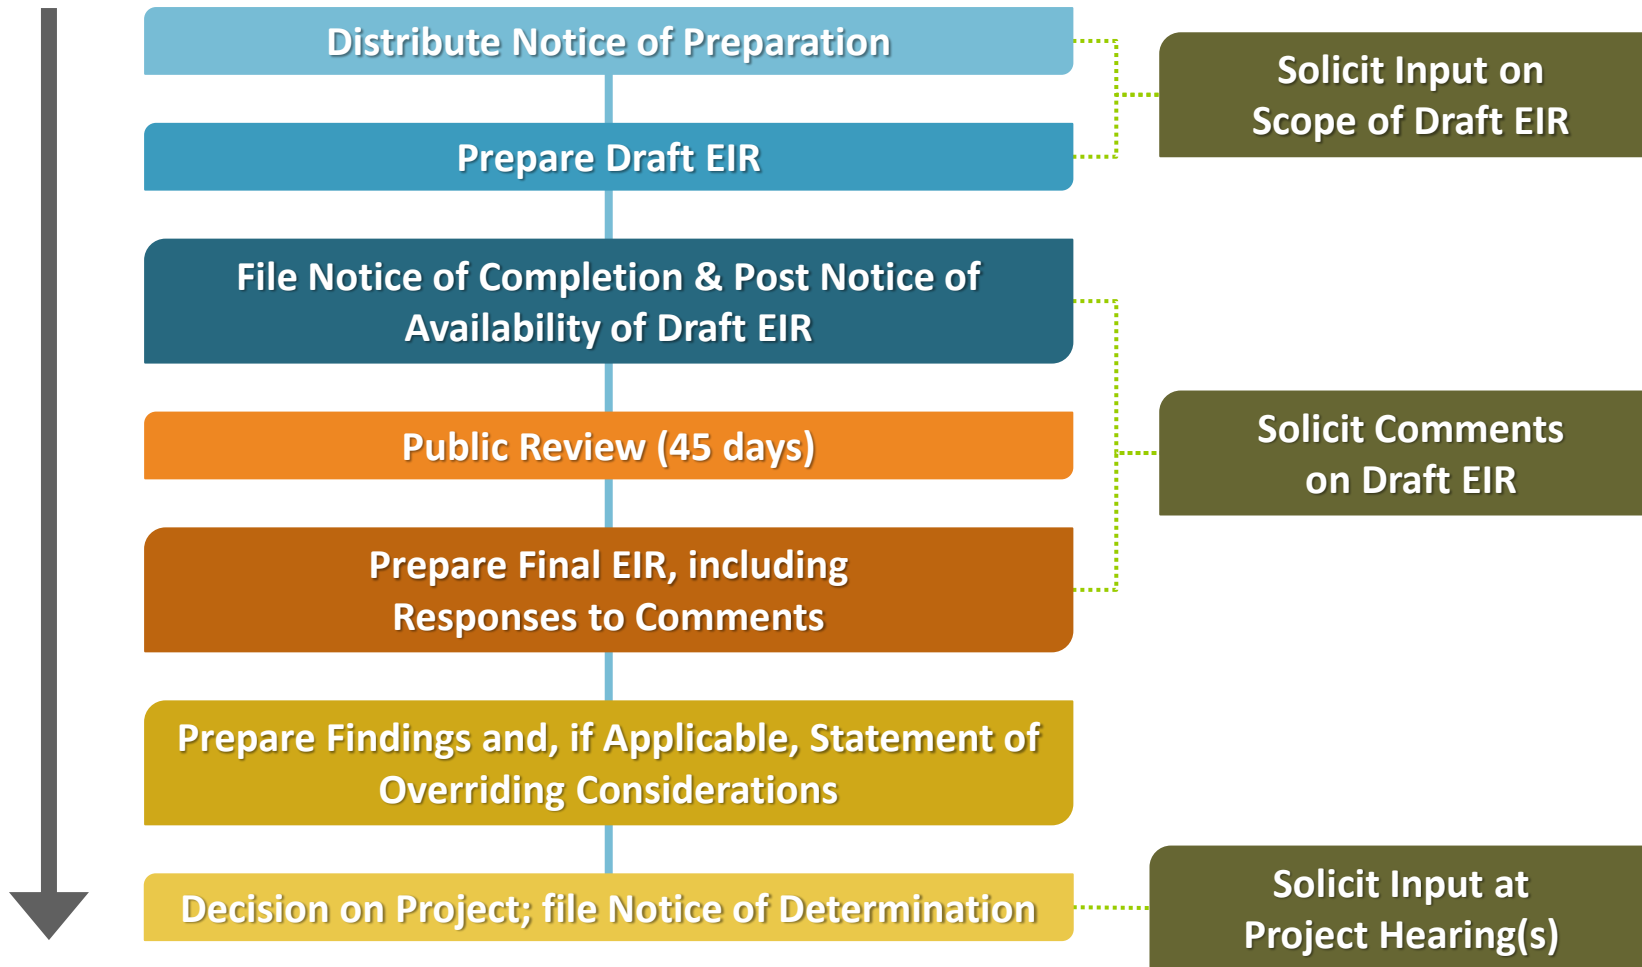 Distribute Notice of Preparation
Solicit Input on
Scope of Draft EIR
Prepare Draft EIR
File Notice of Completion & Post Notice of
Availability of Draft EIR
Public Review (45 days)
Solicit Comments
on Draft EIR
Prepare Final EIR, including
Responses to Comments
Prepare Findings and, if Applicable, Statement of
Overriding Considerations
Decision on Project; file Notice of Determination
Solicit Input at
Project Hearing(s)